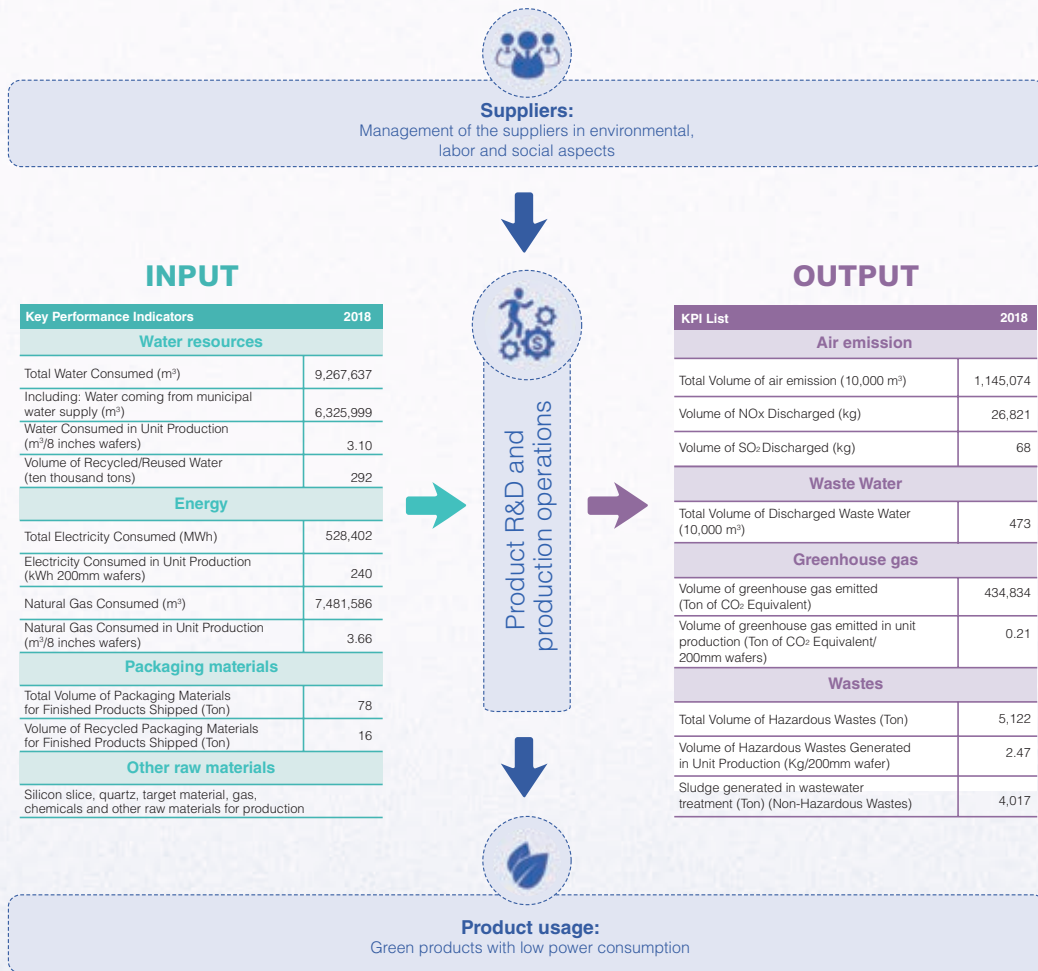 Suppliers:
Management of the suppliers in environmental,
labor and social aspects
INPUT
Key Performance Indicators 2018
Water resources
Total Water Consumed (m³) 9,267,637
Including: Water coming from municipal
water supply (m³) 6,325,999
Water Consumed in Unit Production
(m³/8 inches wafers) 3.10
Volume of Recycled/Reused Water
(ten thousand tons) 292
Energy
Total Electricity Consumed (MWh) 528,402
Electricity Consumed in Unit Production
(kWh 200mm wafers) 240
Natural Gas Consumed (m³) 7,481,586
Natural Gas Consumed in Unit Production
(m³/8 inches wafers) 3.66
Packaging materials
Total Volume of Packaging Materials
for Finished Products Shipped (Ton) 78
Volume of Recycled Packaging Materials
for Finished Products Shipped (Ton) 16
Other raw materials
Silicon slice, quartz, target material, gas,
chemicals and other raw materials for production
$
Product R&D and
production operations
OUTPUT
KPI List 2018
Air emission
Total Volume of air emission (10,000 m³) 1,145,074
Volume of NOx Discharged (kg) 26,821
Volume of SO₂ Discharged (kg) 68
Waste Water
Total Volume of Discharged Waste Water
(10,000 m³) 473
Greenhouse gas
Volume of greenhouse gas emitted
(Ton of CO₂ Equivalent) 434,834
Volume of greenhouse gas emitted in unit
production (Ton of CO₂ Equivalent/
200mm wafers) 0.21
Wastes
Total Volume of Hazardous Wastes (Ton) 5,122
Volume of Hazardous Wastes Generated
in Unit Production (Kg/200mm wafer) 2.47
Sludge generated in wastewater
treatment (Ton) (Non-Hazardous Wastes) 4,017
Product usage:
Green products with low power consumption